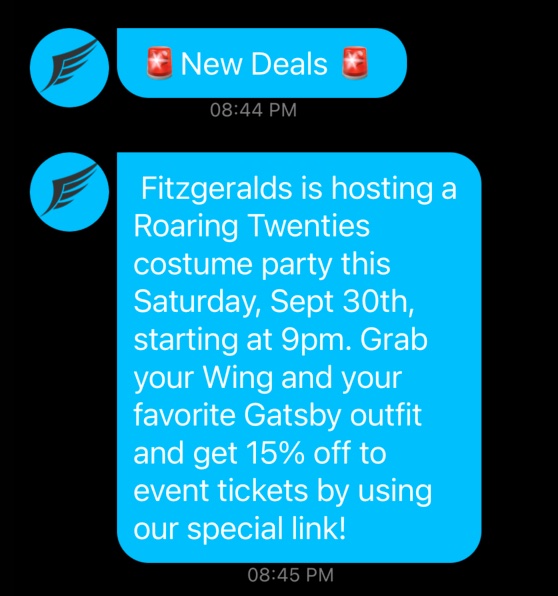 🚨 New Deals 🚨
08:44 PM
Fitzgeralds is hosting a
Roaring Twenties
costume party this
Saturday, Sept 30th,
starting at 9pm. Grab
your Wing and your
favorite Gatsby outfit
and get 15% off to
event tickets by using
our special link!
08:45 PM